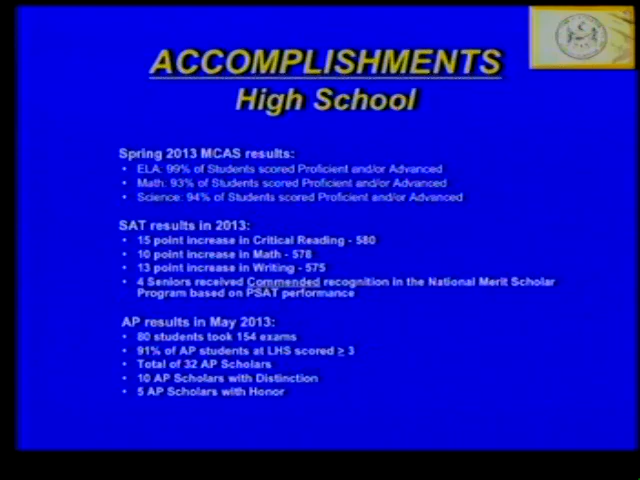 ACCOMPLISHMENTS
High School
Spring 2013 MCAS results:
• ELA: 99% of Students scored Proficient and/or Advanced
• Math: 93% of Students scored Proficient and/or Advanced
• Science: 94% of Students scored Proficient and/or Advanced
SAT results in 2013:
• 15 point increase in Critical Reading - 580
• 10 point increase in Math - 578
• 13 point increase in Writing - 575
• 4 Seniors received Commended recognition in the National Merit Scholar
Program based on PSAT performance
AP results in May 2013:
• 80 students took 154 exams
• 91% of AP students at LHS scored ≥ 3
• Total of 32 AP Scholars
• 10 AP Scholars with Distinction
• 5 AP Scholars with Honor